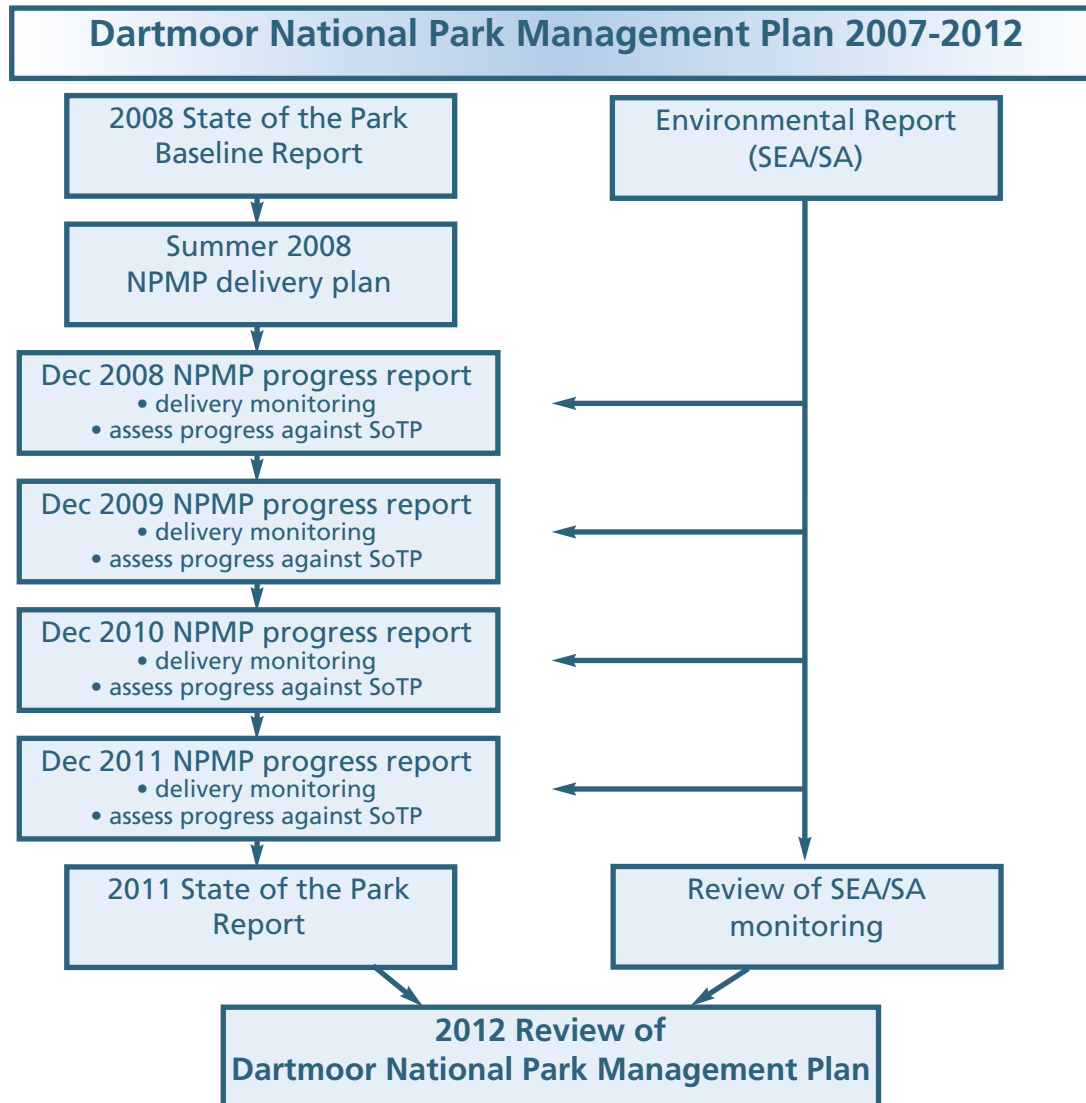 Dartmoor National Park Management Plan 2007-2012
2008 State of the Park
Baseline Report
Environmental Report
(SEA/SA)
Summer 2008
NPMP delivery plan
Dec 2008 NPMP progress report
• delivery monitoring
• assess progress against SoTP
Dec 2009 NPMP progress report
• delivery monitoring
• assess progress against SoTP
Dec 2010 NPMP progress report
• delivery monitoring
• assess progress against SoTP
Dec 2011 NPMP progress report
• delivery monitoring
• assess progress against SoTP
2011 State of the Park
Report
Review of SEA/SA
monitoring
2012 Review of
Dartmoor National Park Management Plan